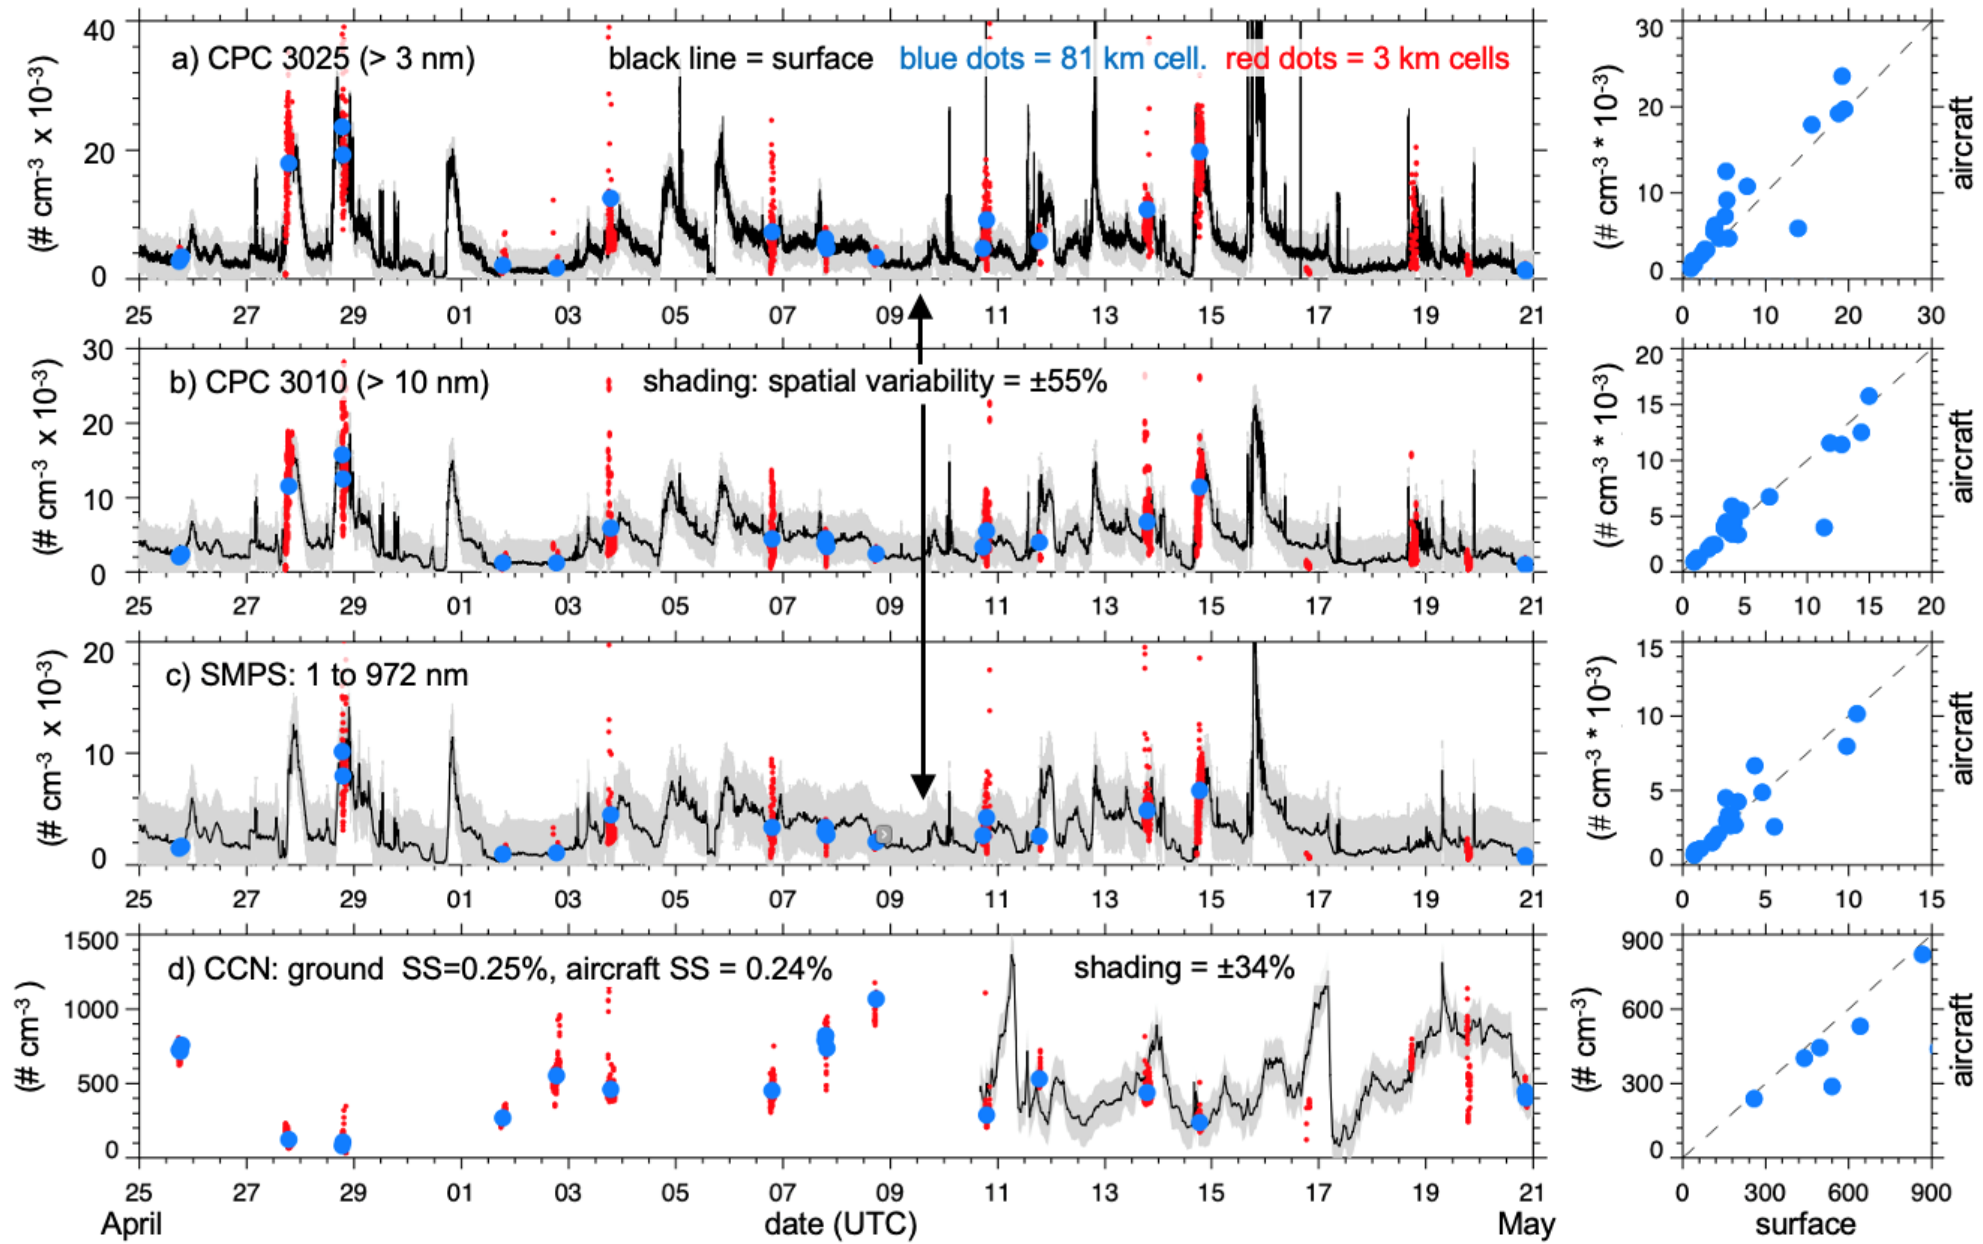 a) CPC 3025 (> 3 nm)
black line = surface
blue dots = 81 km cell.
red dots = 3 km cells
(# cm-3 x 10-3)
40
20
0
25 27 29 01 03 05 07 09 11 13 15 17 19 21
(# cm-3 * 10-3)
30
20
10
0
0 10 20 30
aircraft
b) CPC 3010 (> 10 nm)
shading: spatial variability = ±55%
(# cm-3 x 10-3)
30
20
10
0
25 27 29 01 03 05 07 09 11 13 15 17 19 21
(# cm-3 * 10-3)
20
15
10
5
0
0 5 10 15 20
aircraft
c) SMPS: 1 to 972 nm
(# cm-3 x 10-3)
20
10
0
25 27 29 01 03 05 07 09 11 13 15 17 19 21
(# cm-3 * 10-3)
15
10
5
0
0 5 10 15
aircraft
d) CCN: ground SS=0.25%, aircraft SS = 0.24%
shading = ±34%
(# cm-3 )
1500
1000
500
0
25 27 29 01 03 05 07 09 11 13 15 17 19 21
April
date (UTC)
May
(# cm-3)
900
600
300
0
0 300 600 900
surface
aircraft